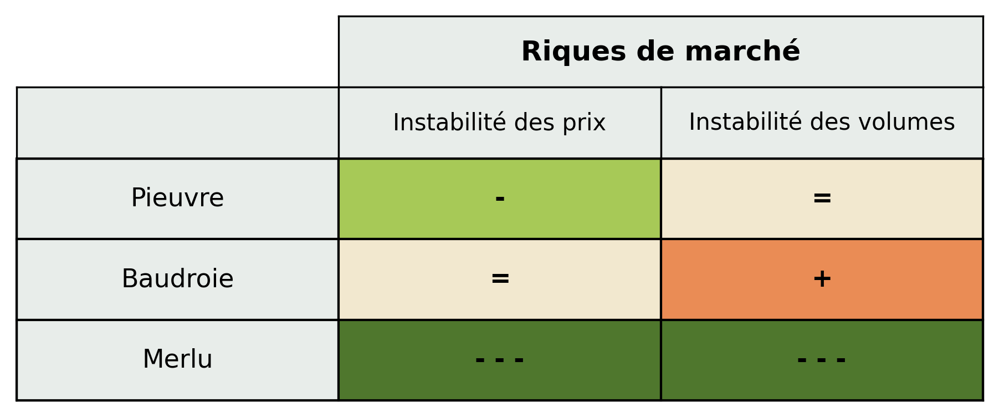 Riques de marché
Instabilité des prix Instabilité des volumes
Pieuvre - =
Baudroie = +
Merlu - - - - - -